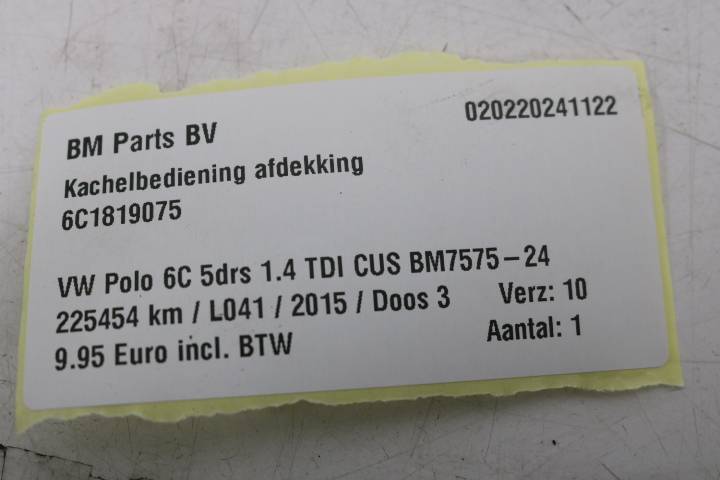 BM Parts BV
020220241122
Kachelbediening afdekking
6C1819075
VW Polo 6C 5drs 1.4 TDI CUS BM7575-24
225454 km / L041 / 2015 / Doos 3 Verz: 10
9.95 Euro incl. BTW Aantal: 1